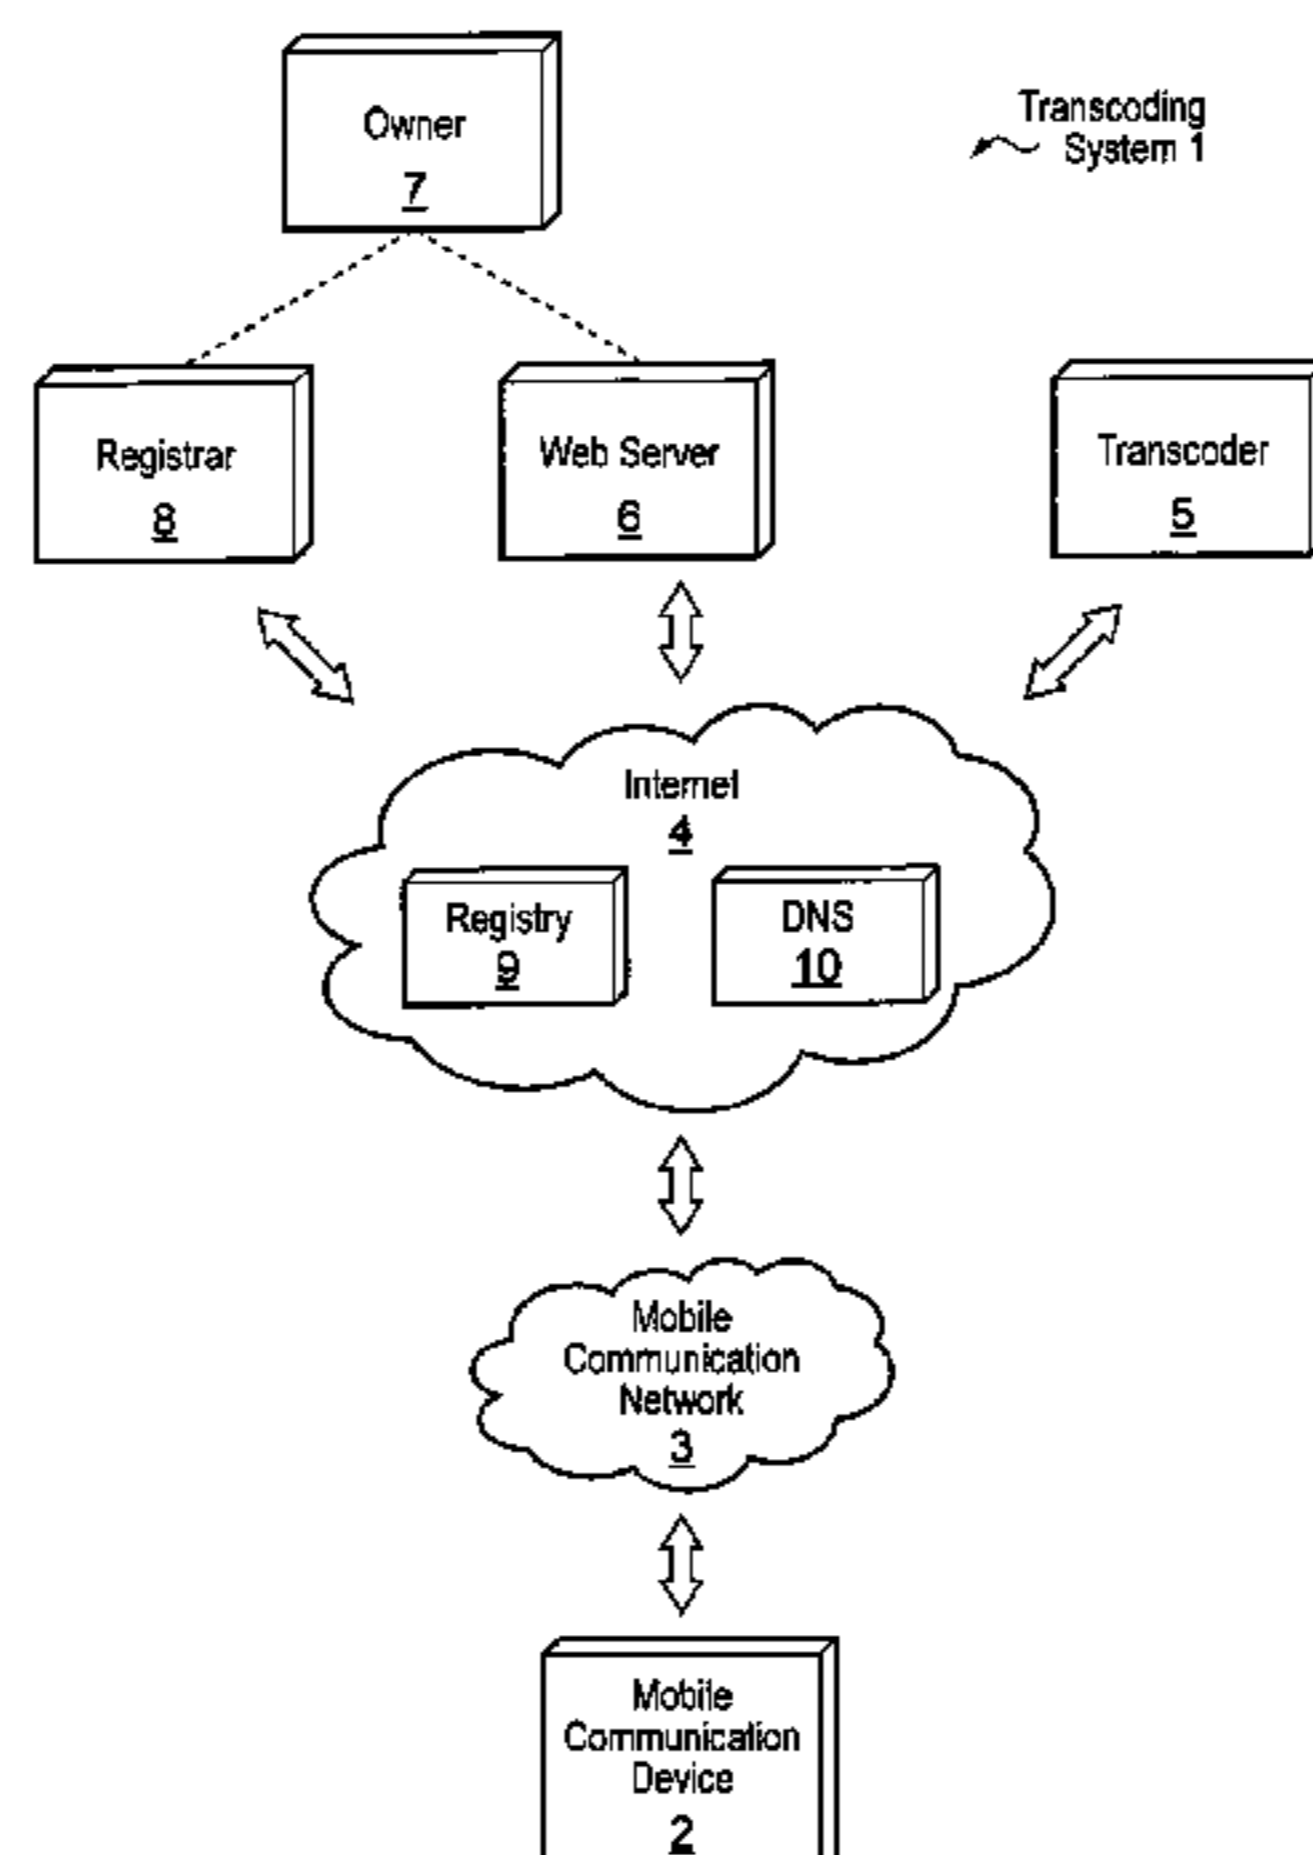 Owner
7
Transcoding
System 1
Registrar
8
Web Server
6
Transcoder
5
Internet
4
Registry
9
DNS
10
Mobile
Communication
Network
3
Mobile
Communication
Device
2